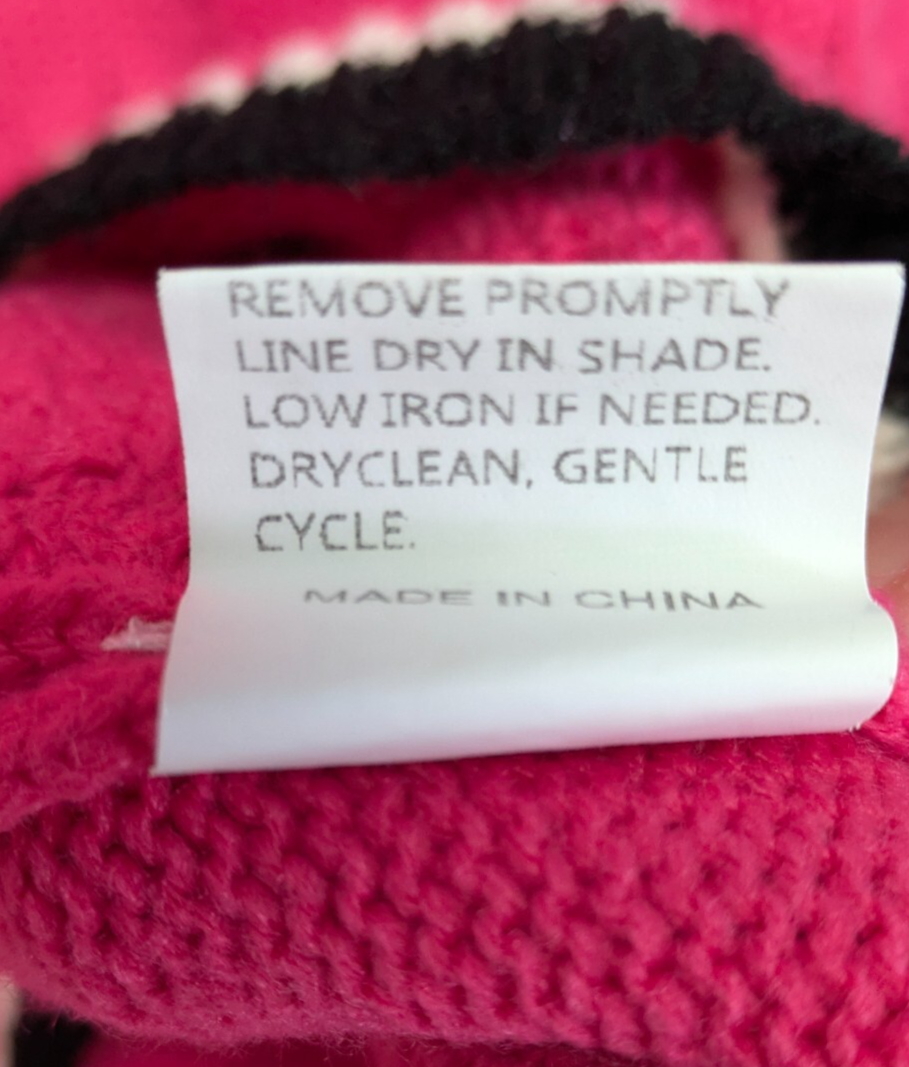 REMOVE PROMPTLY
LINE DRY IN SHADE.
LOW IRON IF NEEDED.
DRYCLEAN, GENTLE
CYCLE.
MADE IN CHINA